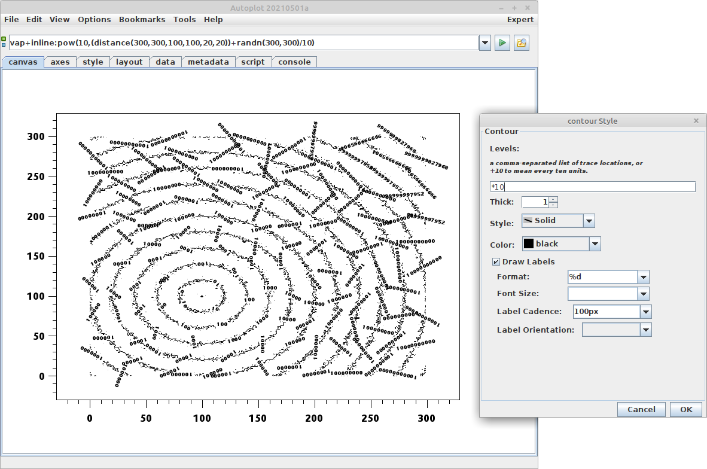 Autoplot 20210501a
File Edit View Options Bookmarks Tools Help Expert
vap+inline:pow(10,(distance(300,300,100,100,20,20))+randn(300,300)/10)
canvas axes style layout data metadata script console
300
250
200
150
100
50
0
0 50 100 150 200 250 300
contour Style
Contour
Levels:
a comma separated list of trace locations, or
+10 to mean every ten units.
*10
Thick: 1
Style: Solid
Color: black
Draw Labels
Format: %d
Font Size:
Label Cadence: 100px
Label Orientation:
Cancel OK